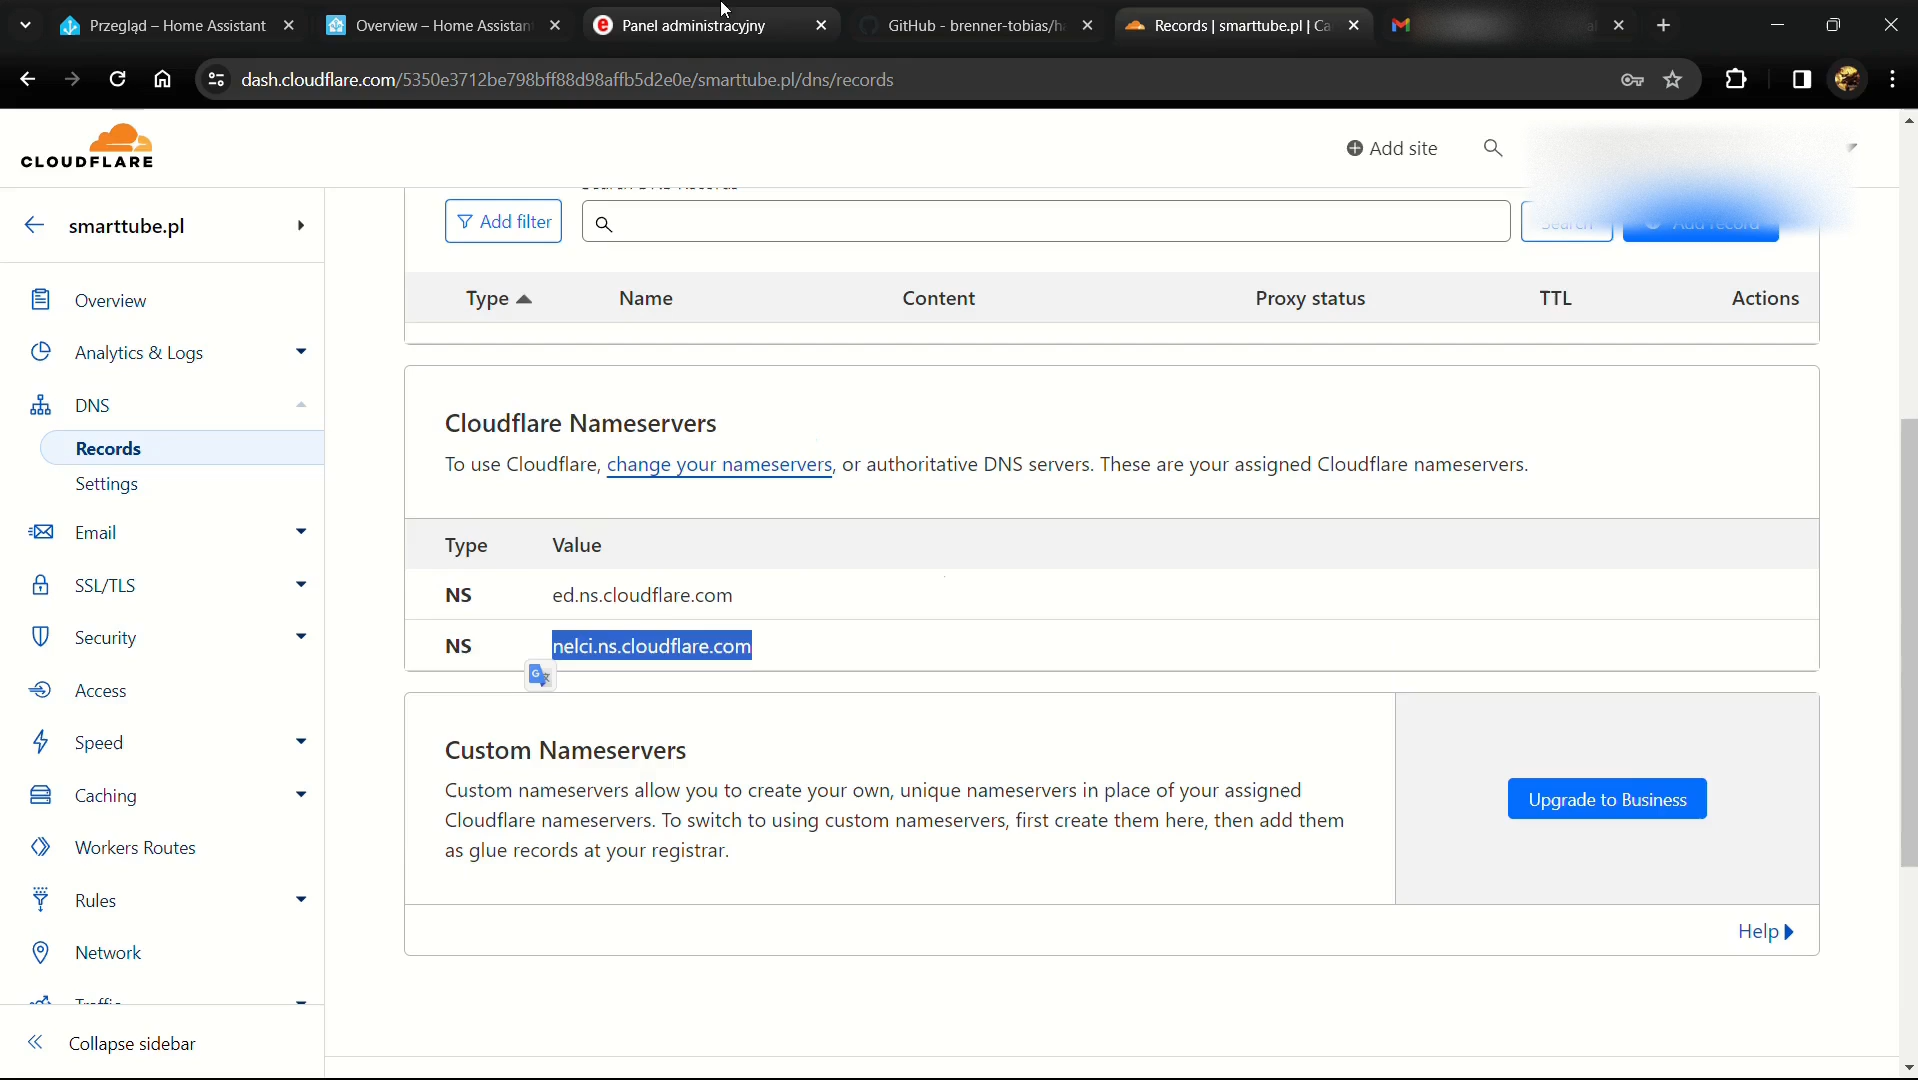 Przegląd – Home Assistant
Overview – Home Assistan
Panel administracyjny
GitHub - brenner-tobias/ha
Records | smarttube.pl | Ca
dash.cloudflare.com/5350e3712be798bff88d98affb5d2e0e/smarttube.pl/dns/records
CLOUDFLARE
Add site
smarttube.pl
Add filter
Search
Add record
Type
Name
Content
Proxy status
TTL
Actions
Overview
Analytics & Logs
DNS
Records
Settings
Email
SSL/TLS
Security
Access
Speed
Caching
Workers Routes
Rules
Network
Traffic
Collapse sidebar
Cloudflare Nameservers
To use Cloudflare, change your nameservers, or authoritative DNS servers. These are your assigned Cloudflare nameservers.
Type
Value
NS
ed.ns.cloudflare.com
NS
nelci.ns.cloudflare.com
Custom Nameservers
Custom nameservers allow you to create your own, unique nameservers in place of your assigned
Cloudflare nameservers. To switch to using custom nameservers, first create them here, then add them
as glue records at your registrar.
Upgrade to Business
Help